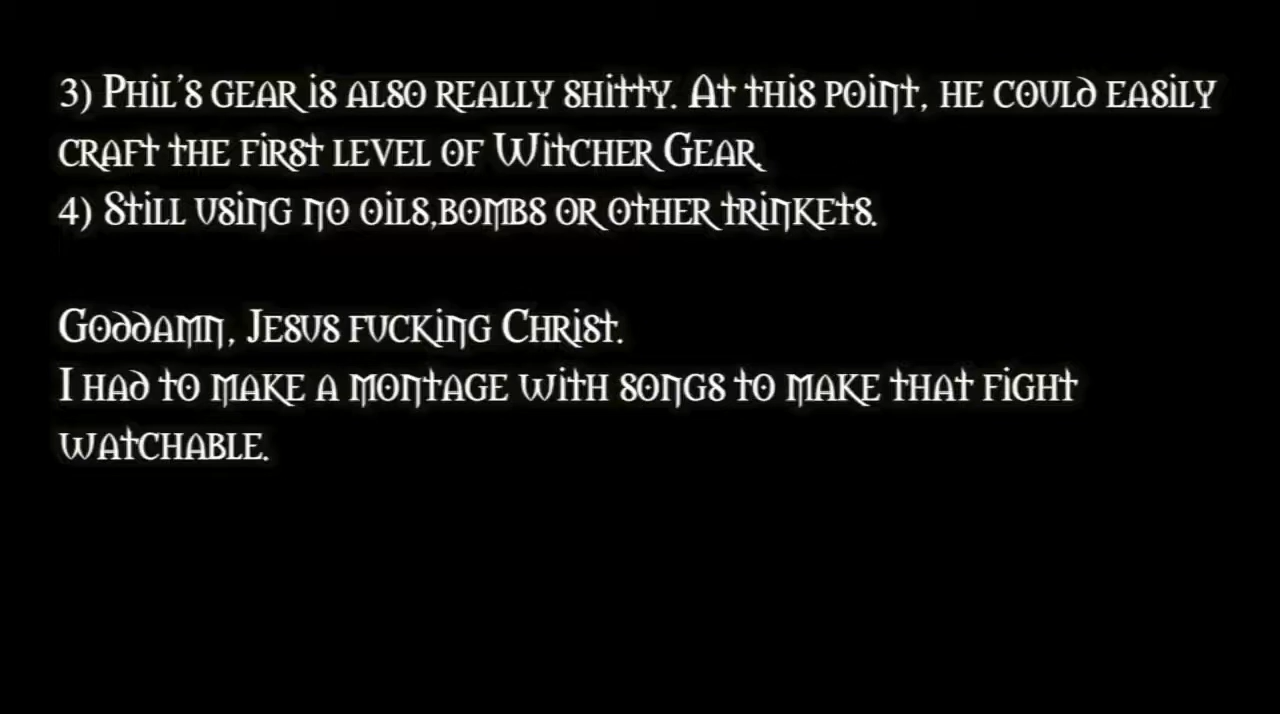 3) Phil's gear is also really shitty. At this point, he could easily
craft the first level of Witcher Gear.
4) Still using no oils,bombs or other trinkets.
Goddamn, Jesus fucking Christ.
I had to make a montage with songs to make that fight
watchable.